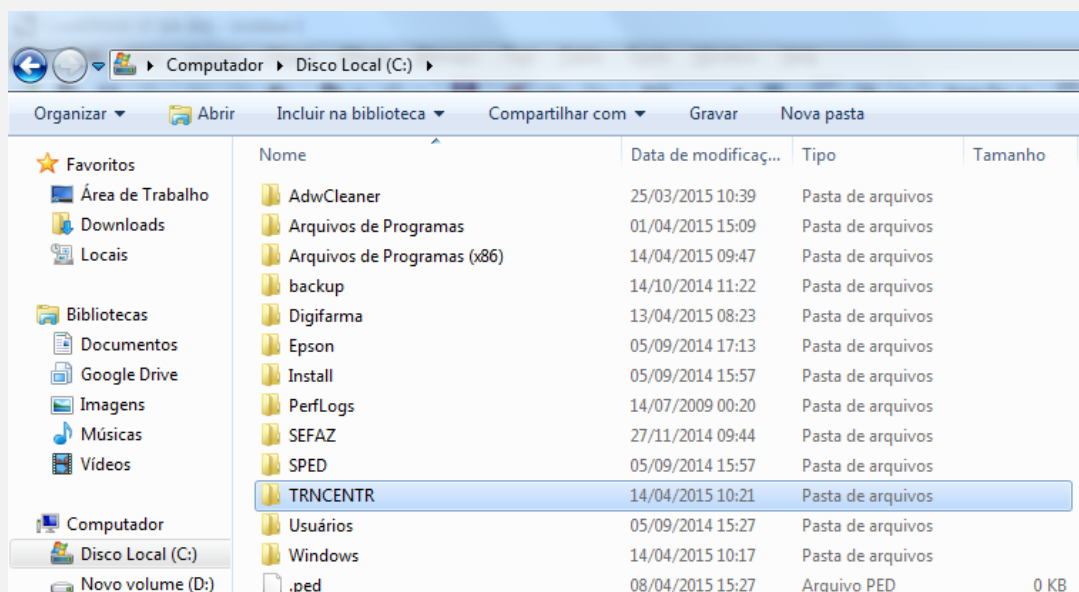 Computador Disco Local (C:)
Organizar Abrir Incluir na biblioteca Compartilhar com Gravar Nova pasta
Favoritos
Área de Trabalho
Downloads
Locais
Bibliotecas
Documentos
Google Drive
Imagens
Músicas
Vídeos
Computador
Disco Local (C:)
Novo volume (D:)
Nome Data de modificaç... Tipo Tamanho
AdwCleaner 25/03/2015 10:39 Pasta de arquivos
Arquivos de Programas 01/04/2015 15:09 Pasta de arquivos
Arquivos de Programas (x86) 14/04/2015 09:47 Pasta de arquivos
backup 14/10/2014 11:22 Pasta de arquivos
Digifarma 13/04/2015 08:23 Pasta de arquivos
Epson 05/09/2014 17:13 Pasta de arquivos
Install 05/09/2014 15:57 Pasta de arquivos
PerfLogs 14/07/2009 00:20 Pasta de arquivos
SEFAZ 27/11/2014 09:44 Pasta de arquivos
SPED 05/09/2014 15:57 Pasta de arquivos
TRNCENTR 14/04/2015 10:21 Pasta de arquivos
Usuários 05/09/2014 15:27 Pasta de arquivos
Windows 14/04/2015 10:17 Pasta de arquivos
.ped 08/04/2015 15:27 Arquivo PED 0 KB